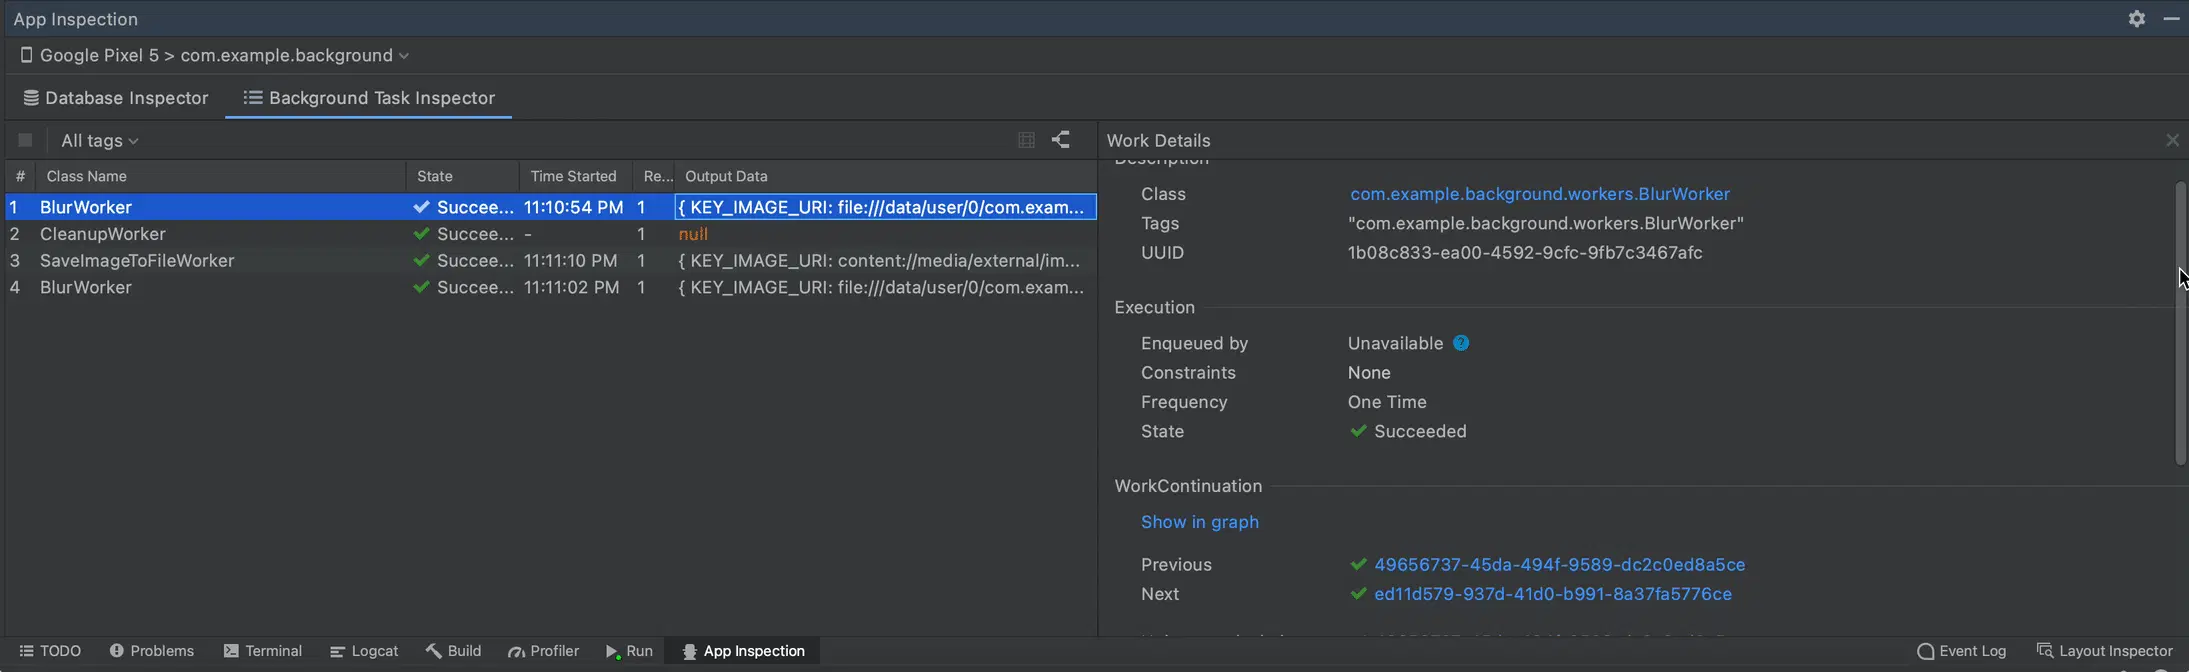 App Inspection
Google Pixel 5 > com.example.background
Database Inspector Background Task Inspector
All tags
Work Details
# Class Name State Time Started Re... Output Data
1 BlurWorker Succee... 11:10:54 PM 1 { KEY_IMAGE_URI: file:///data/user/0/com.exam...
2 CleanupWorker Succee... - 1 null
3 SaveImageToFileWorker Succee... 11:11:10 PM 1 { KEY_IMAGE_URI: content://media/external/im...
4 BlurWorker Succee... 11:11:02 PM 1 { KEY_IMAGE_URI: file:///data/user/0/com.exam...
Description
Class com.example.background.workers.BlurWorker
Tags "com.example.background.workers.BlurWorker"
UUID 1b08c833-ea00-4592-9cfc-9fb7c3467afc
Execution
Enqueued by Unavailable ?
Constraints None
Frequency One Time
State Succeeded
WorkContinuation
Show in graph
Previous 49656737-45da-494f-9589-dc2c0ed8a5ce
Next ed11d579-937d-41d0-b991-8a37fa5776ce
TODO Problems Terminal Logcat Build Profiler Run App Inspection Event Log Layout Inspector